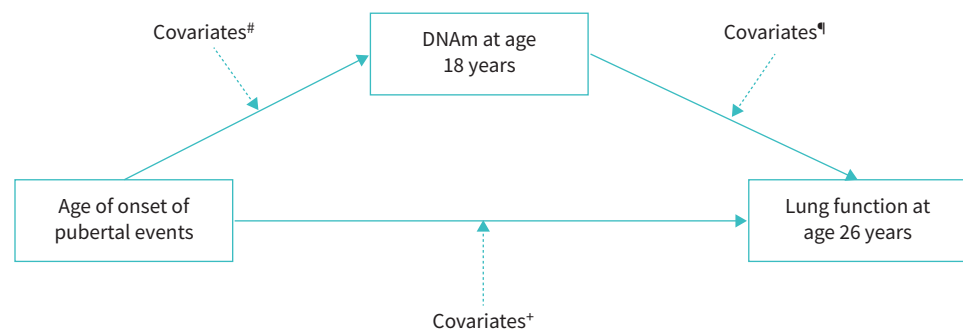 Covariates#
DNAm at age
18 years
Covariates¶
Age of onset of
pubertal events
Lung function at
age 26 years
Covariates+